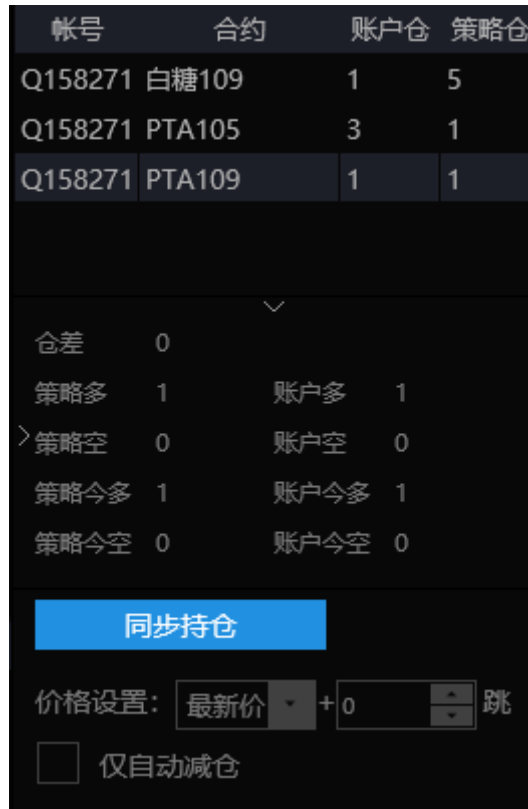 帐号 合约 账户仓 策略仓
Q158271 白糖109 1 5
Q158271 PTA105 3 1
Q158271 PTA109 1 1
仓差 0
策略多 1 账户多 1
策略空 0 账户空 0
策略今多 1 账户今多 1
策略今空 0 账户今空 0
同步持仓
价格设置: 最新价 + 0 跳
仅自动减仓